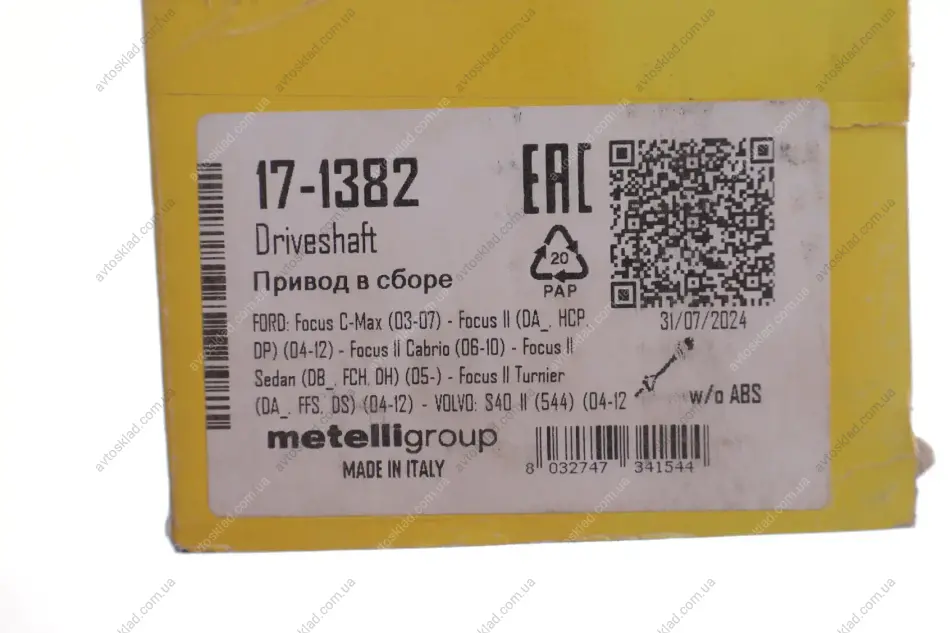 17-1382
Driveshaft
Привод в сборе
EAC
20
PAP
31/07/2024
FORD: Focus C-Max (03-07) - Focus II (DA_, HCP,
DP) (04-12) - Focus II Cabrio (06-10) - Focus II
Sedan (DB_, FCH, DH) (05-) - Focus II Turnier
(DA_, FFS, DS) (04-12) - VOLVO: S40 II (544) (04-12
w/o ABS
metelligroup
MADE IN ITALY
8 032747 341544
avtosklad.com.ua